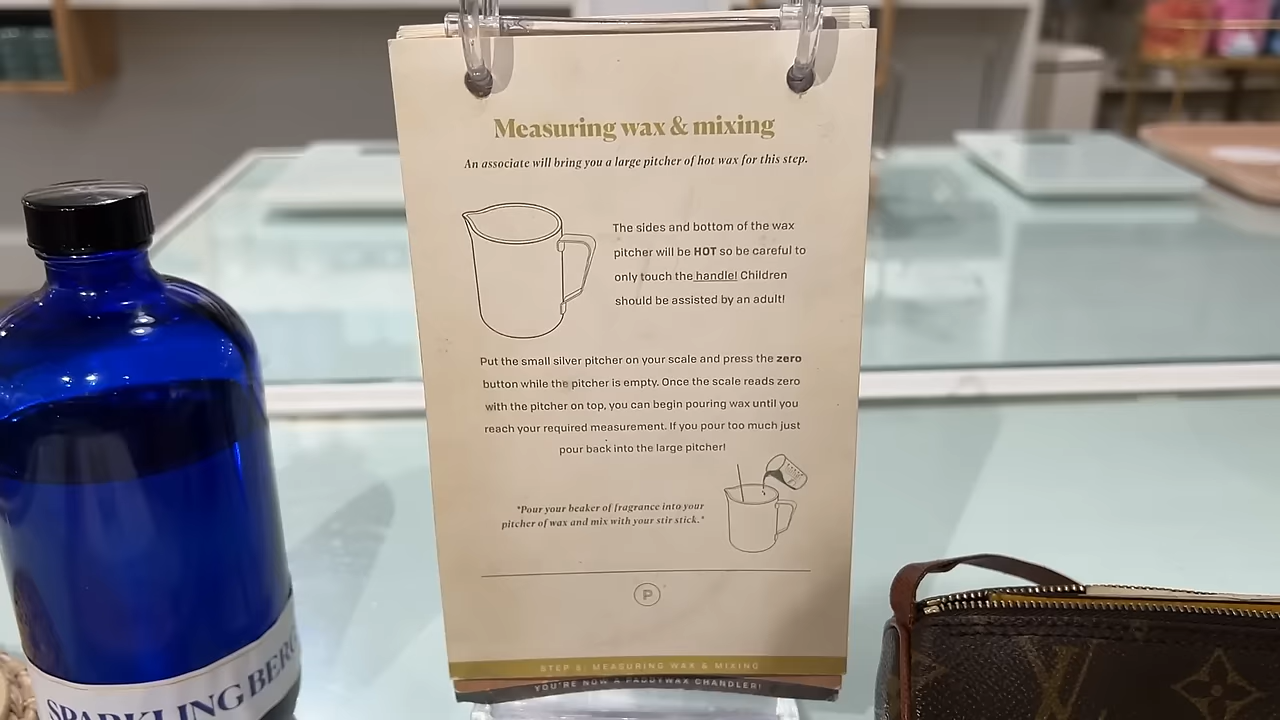 Measuring wax & mixing
An associate will bring you a large pitcher of hot wax for this step.
The sides and bottom of the wax
pitcher will be HOT so be careful to
only touch the handle! Children
should be assisted by an adult!
Put the small silver pitcher on your scale and press the zero
button while the pitcher is empty. Once the scale reads zero
with the pitcher on top, you can begin pouring wax until you
reach your required measurement. If you pour too much just
pour back into the large pitcher!
*Pour your beaker of fragrance into your
pitcher of wax and mix with your stir stick.*
P
STEP 5: MEASURING WAX & MIXING
YOU'RE NOW A PADDYWAX CHANDLER!
SPARKLING BERG